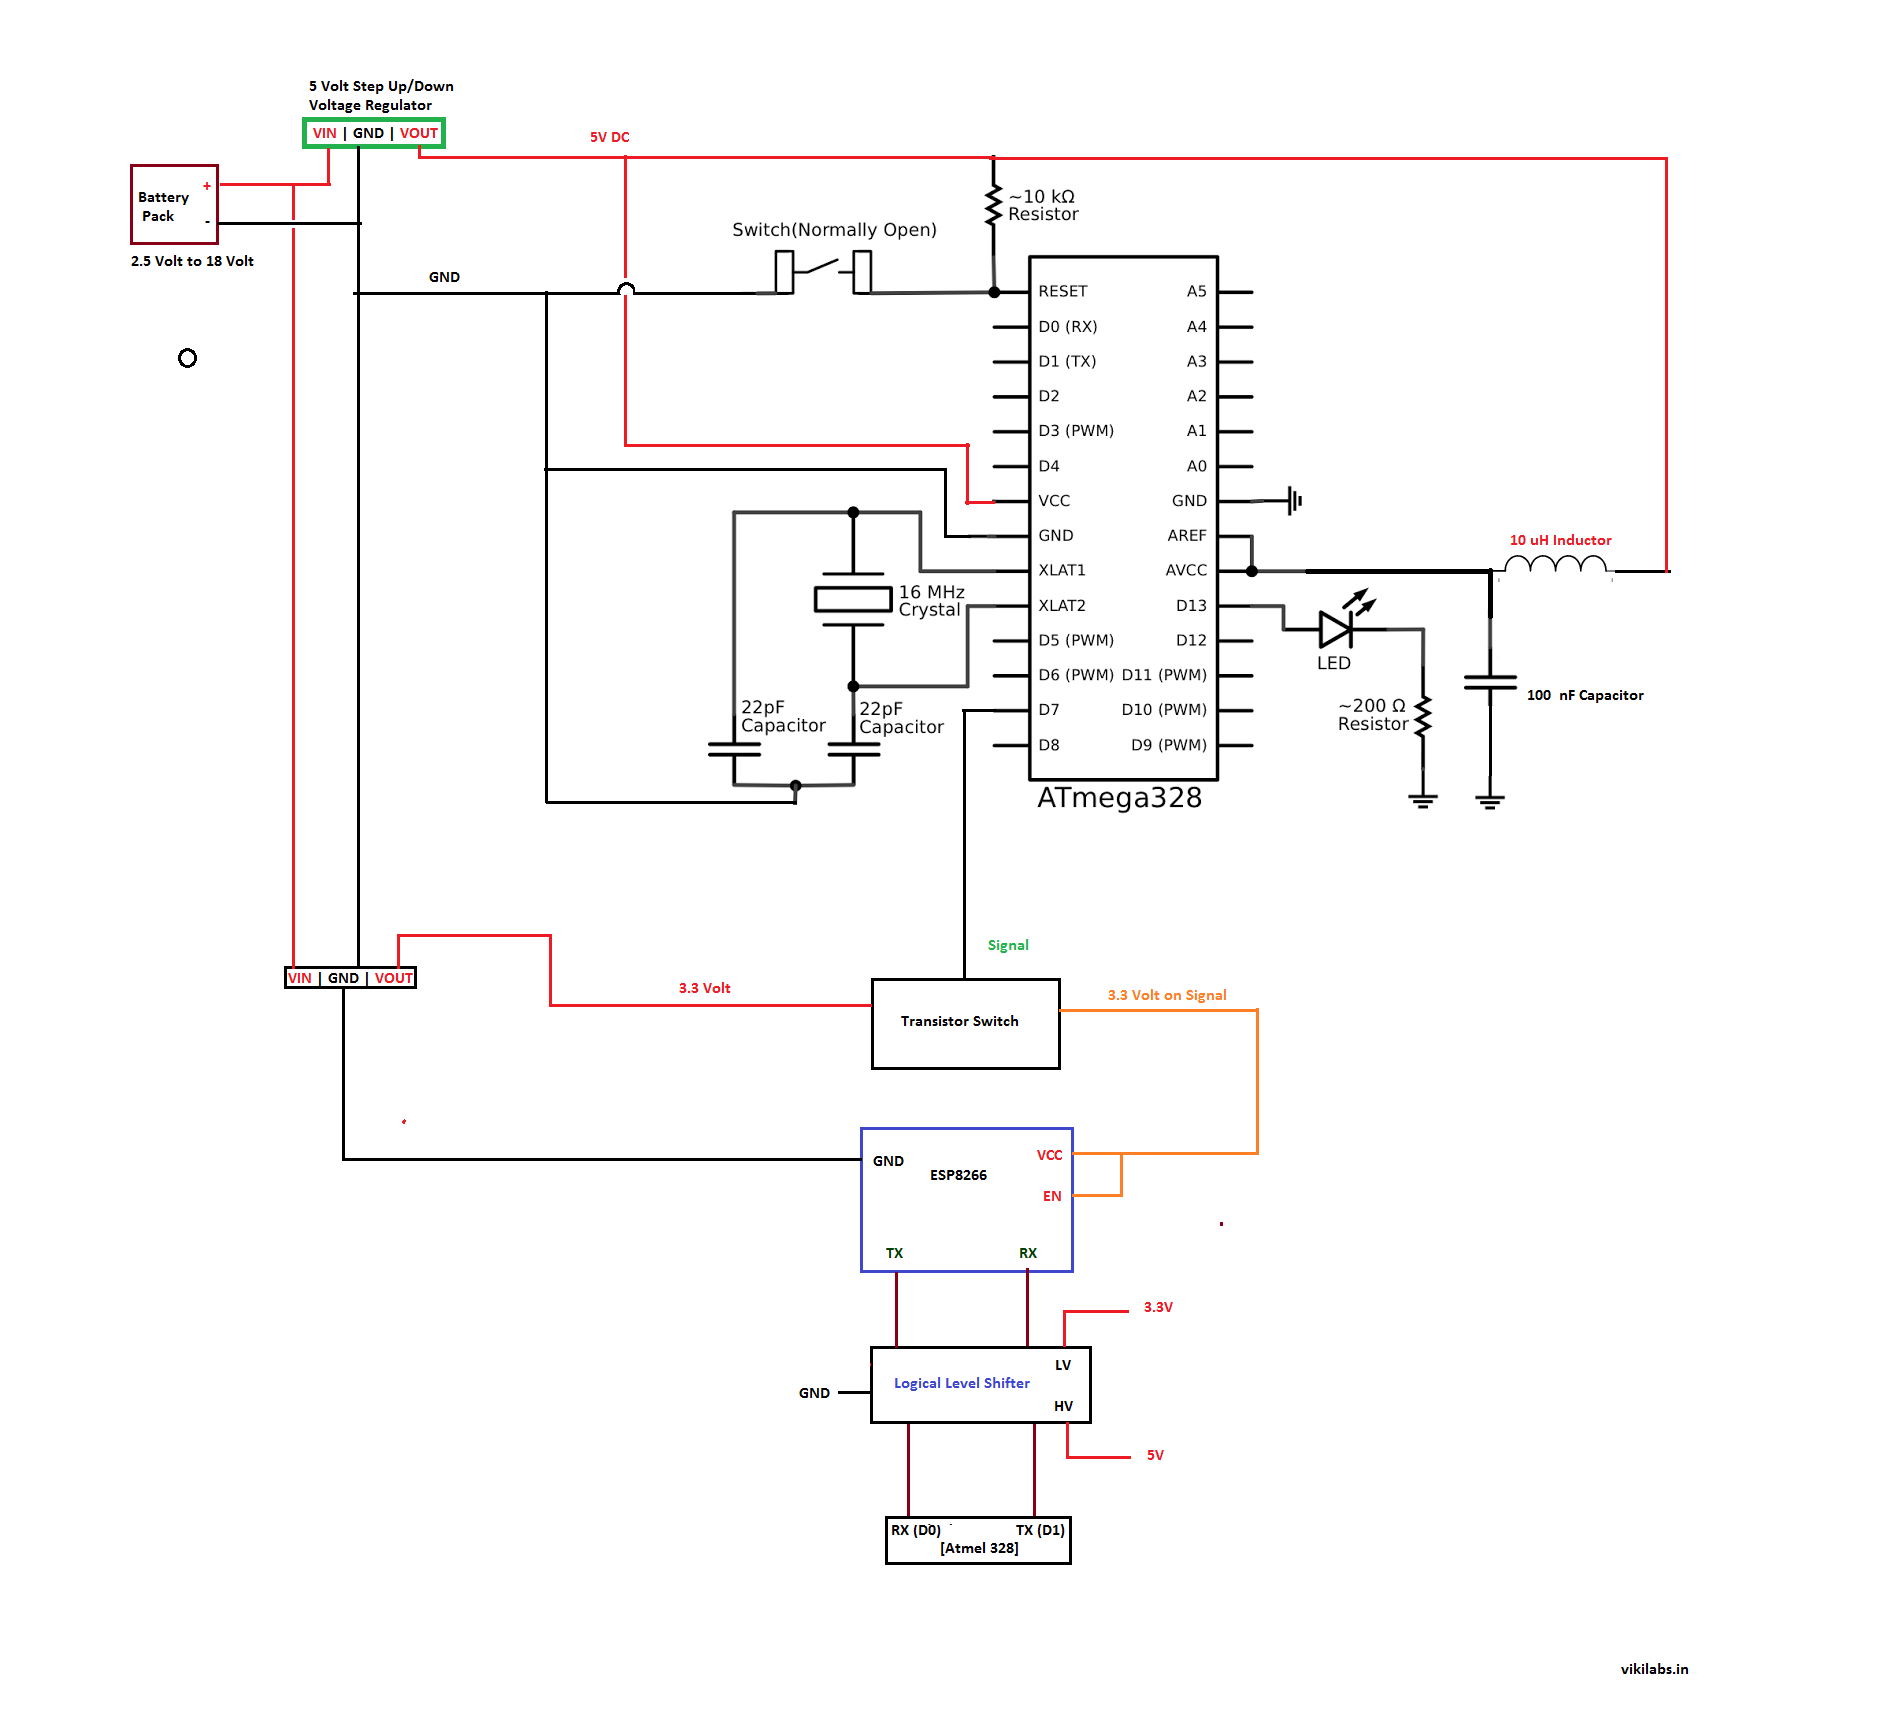 5 Volt Step Up/Down
Voltage Regulator
VIN | GND | VOUT
5V DC
Battery
Pack
+
-
2.5 Volt to 18 Volt
~10 kΩ
Resistor
Switch(Normally Open)
GND
RESET
D0 (RX)
D1 (TX)
D2
D3 (PWM)
D4
VCC
GND
XLAT1
XLAT2
D5 (PWM)
D6 (PWM)
D7
D8
A5
A4
A3
A2
A1
A0
GND
AREF
AVCC
D13
D12
D11 (PWM)
D10 (PWM)
D9 (PWM)
ATmega328
10 uH Inductor
16 MHz
Crystal
LED
22pF
Capacitor
22pF
Capacitor
~200 Ω
Resistor
100 nF Capacitor
Signal
VIN | GND | VOUT
3.3 Volt
3.3 Volt on Signal
Transistor Switch
GND
ESP8266
VCC
EN
TX
RX
3.3V
LV
Logical Level Shifter
GND
HV
5V
RX (D0)
TX (D1)
[Atmel 328]
vikilabs.in